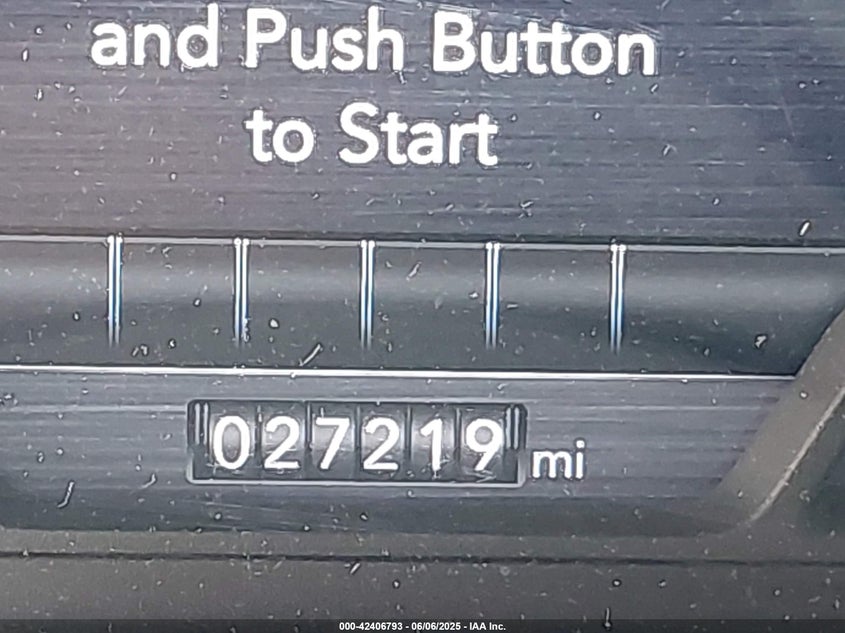 and Push Button
to Start
027219 mi
000-42406793 - 06/06/2025 - IAA Inc.